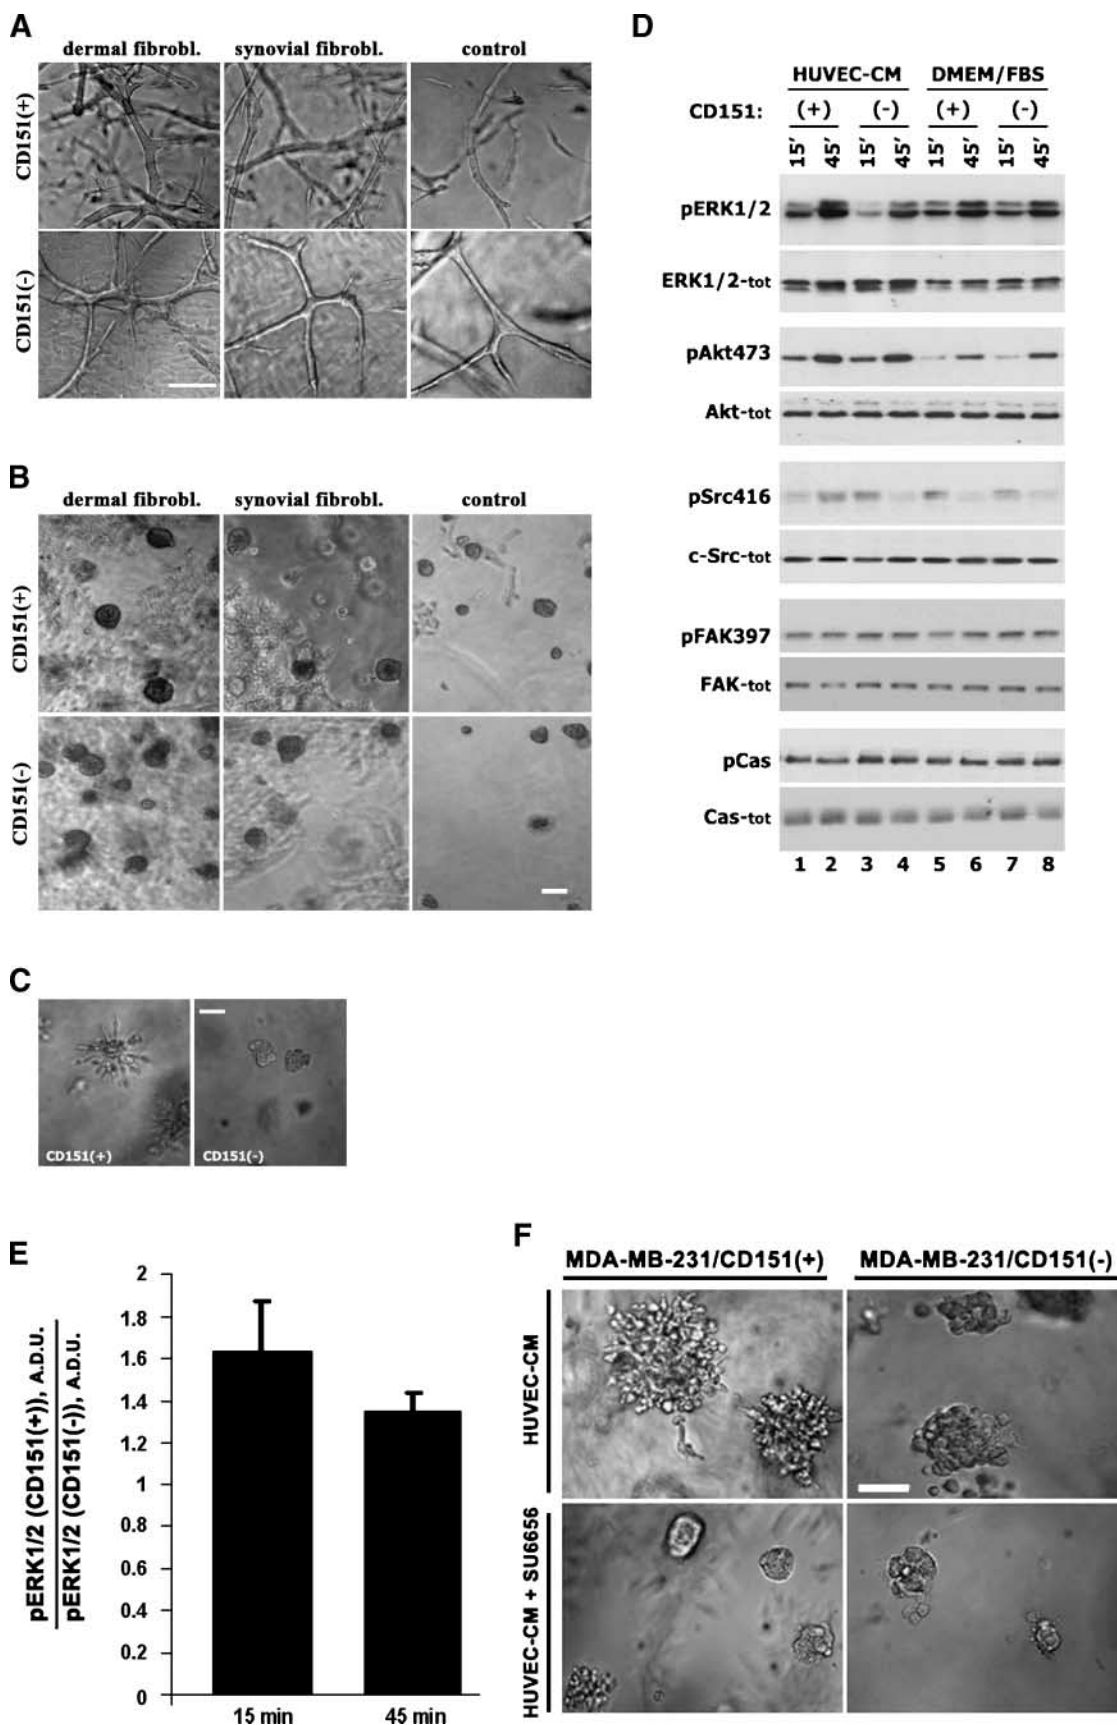 A
dermal fibrobl. synovial fibrobl. control
CD151(+)
CD151(-)
B
dermal fibrobl. synovial fibrobl. control
CD151(+)
CD151(-)
C
CD151(+) CD151(-)
D
HUVEC-CM DMEM/FBS
CD151: (+) (-) (+) (-)
15' 45' 15' 45' 15' 45' 15' 45'
pERK1/2
ERK1/2-tot
pAkt473
Akt-tot
pSrc416
c-Src-tot
pFAK397
FAK-tot
pCas
Cas-tot
1 2 3 4 5 6 7 8
E
pERK1/2 (CD151(+)), A.D.U.
pERK1/2 (CD151(-)), A.D.U.
2
1.8
1.6
1.4
1.2
1
0.8
0.6
0.4
0.2
0
15 min 45 min
F
MDA-MB-231/CD151(+) MDA-MB-231/CD151(-)
HUVEC-CM
HUVEC-CM + SU6656